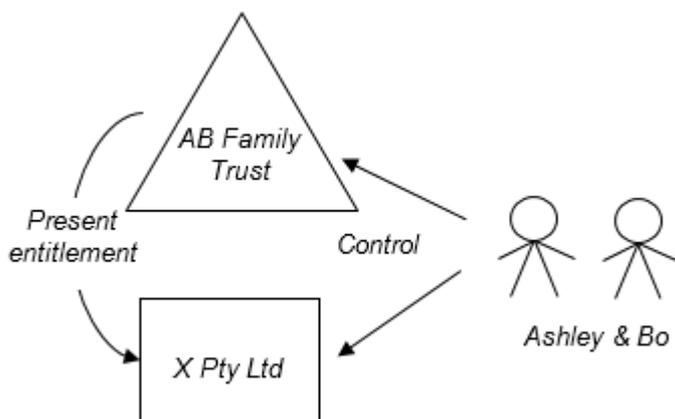 AB Family
Trust
Present
entitlement
Control
X Pty Ltd
Ashley & Bo